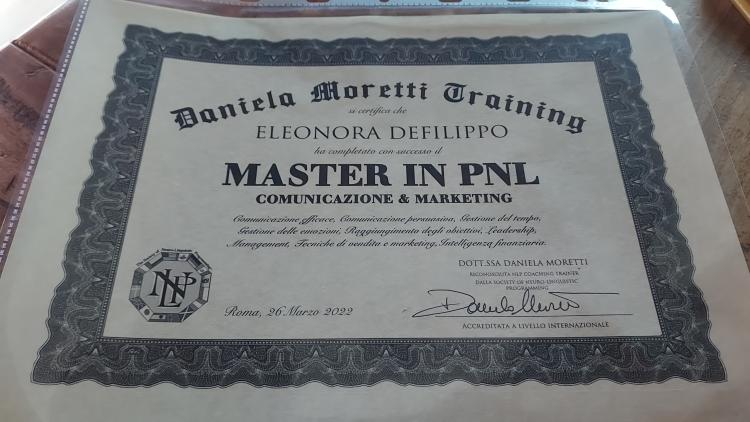 Daniela Moretti Training
si certifica che
ELEONORA DEFILIPPO
ha completato con successo il
MASTER IN PNL
COMUNICAZIONE & MARKETING
Comunicazione efficace, Comunicazione persuasiva, Gestione del tempo,
Gestione delle emozioni, Raggiungimento degli obiettivi, Leadership,
Management, Tecniche di vendita e marketing, Intelligenza finanziaria.
DOTT.SSA DANIELA MORETTI
RICONOSCIUTA NLP COACHING TRAINER
DALLA SOCIETY OF NEURO-LINGUISTIC
PROGRAMMING
NLP
Roma, 26 Marzo 2022
ACCREDITATA A LIVELLO INTERNAZIONALE